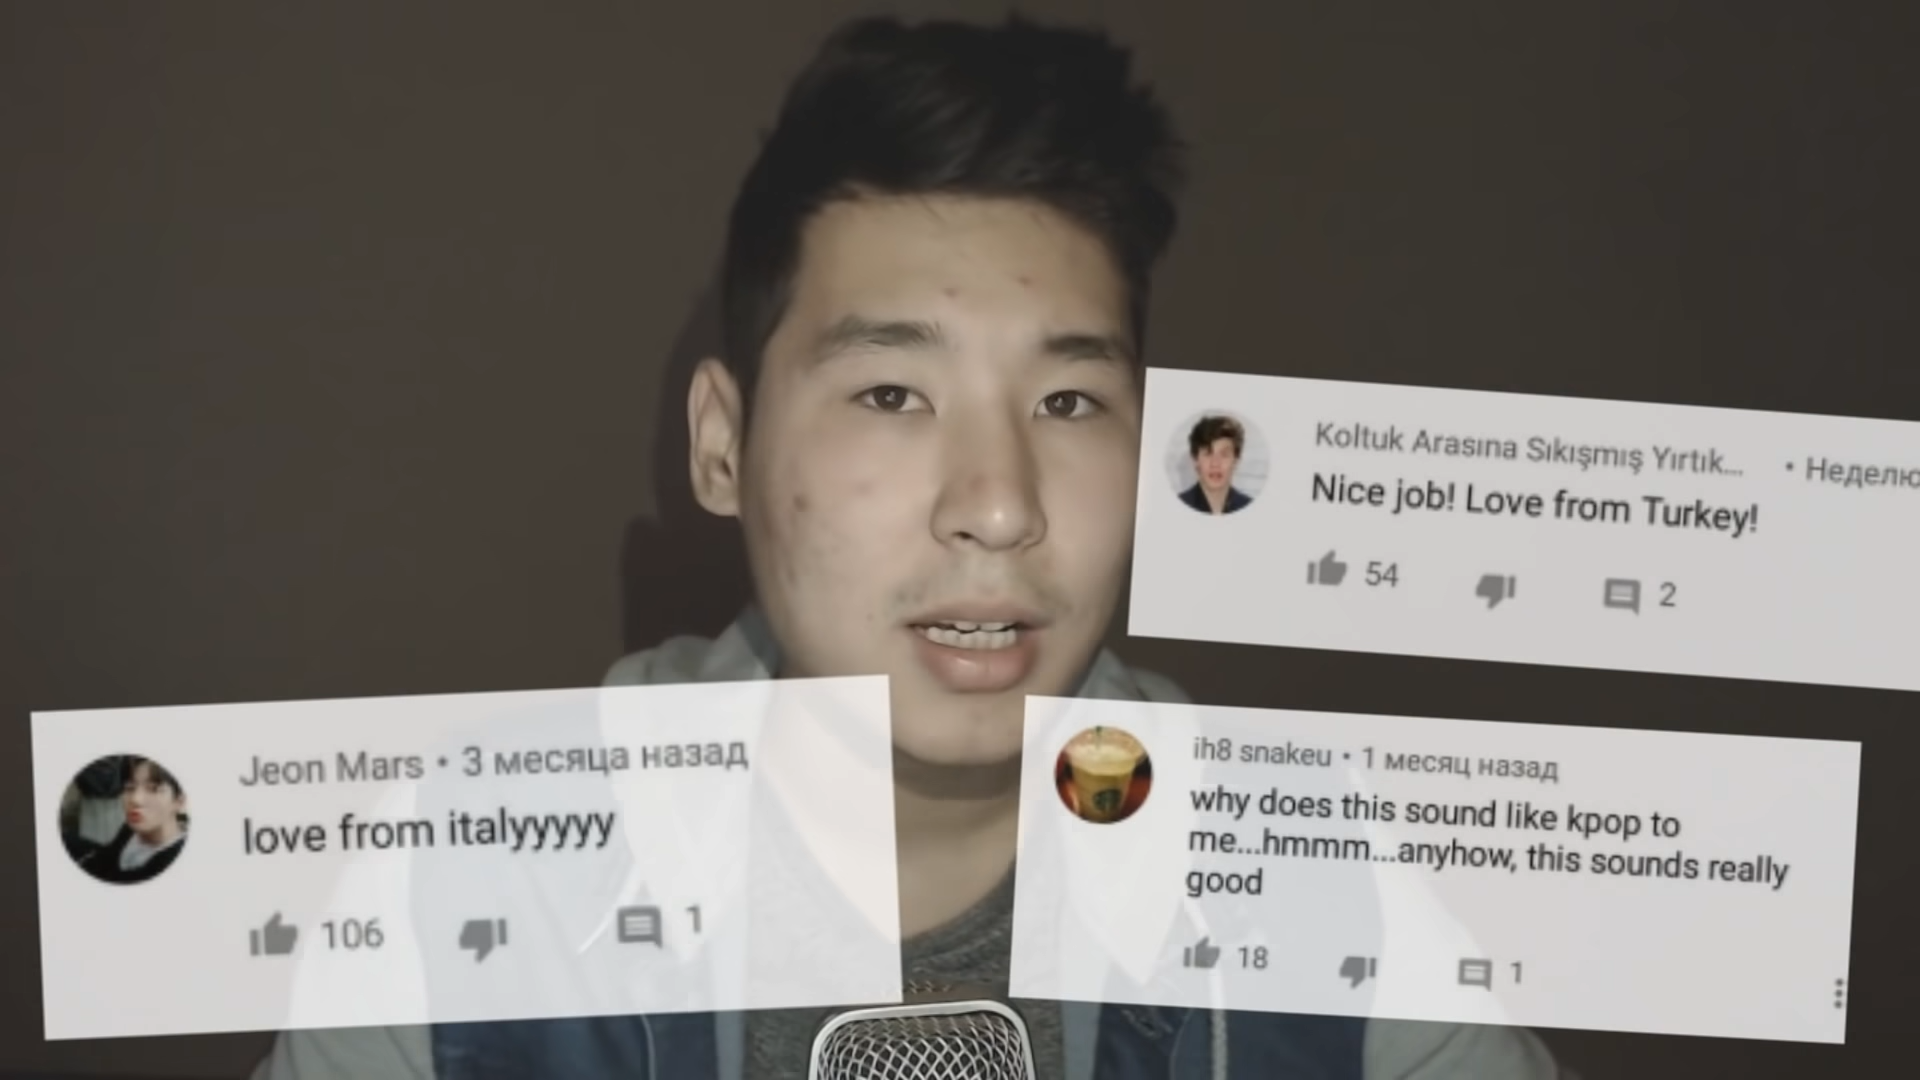 Koltuk Arasına Sıkışmış Yırtık... • Неделю
Nice job! Love from Turkey!
54 2
Jeon Mars • 3 месяца назад
love from italyyyyy
106 1
ih8 snakeu • 1 месяц назад
why does this sound like kpop to
me...hmmm...anyhow, this sounds really
good
18 1